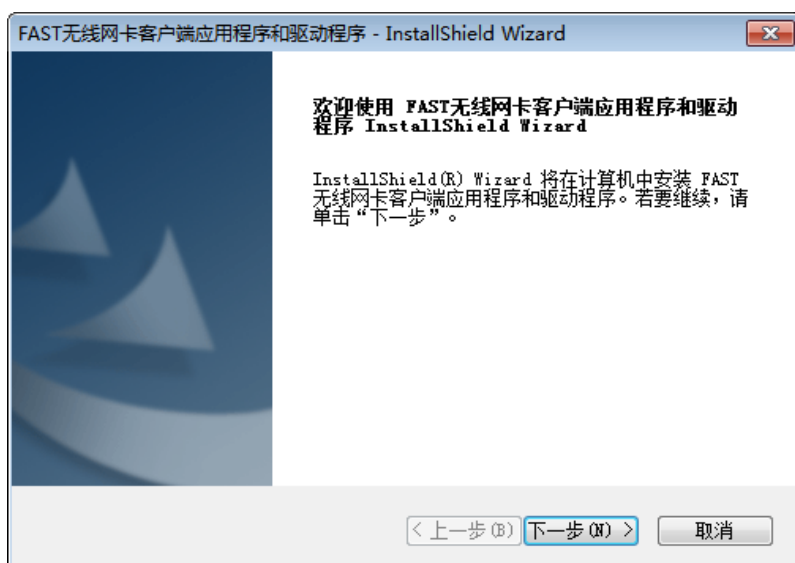 FAST无线网卡客户端应用程序和驱动程序 - InstallShield Wizard
欢迎使用 FAST无线网卡客户端应用程序和驱动
程序 InstallShield Wizard
InstallShield(R) Wizard 将在计算机中安装 FAST
无线网卡客户端应用程序和驱动程序。若要继续，请
单击“下一步”。
< 上一步(B) 下一步(N) > 取消